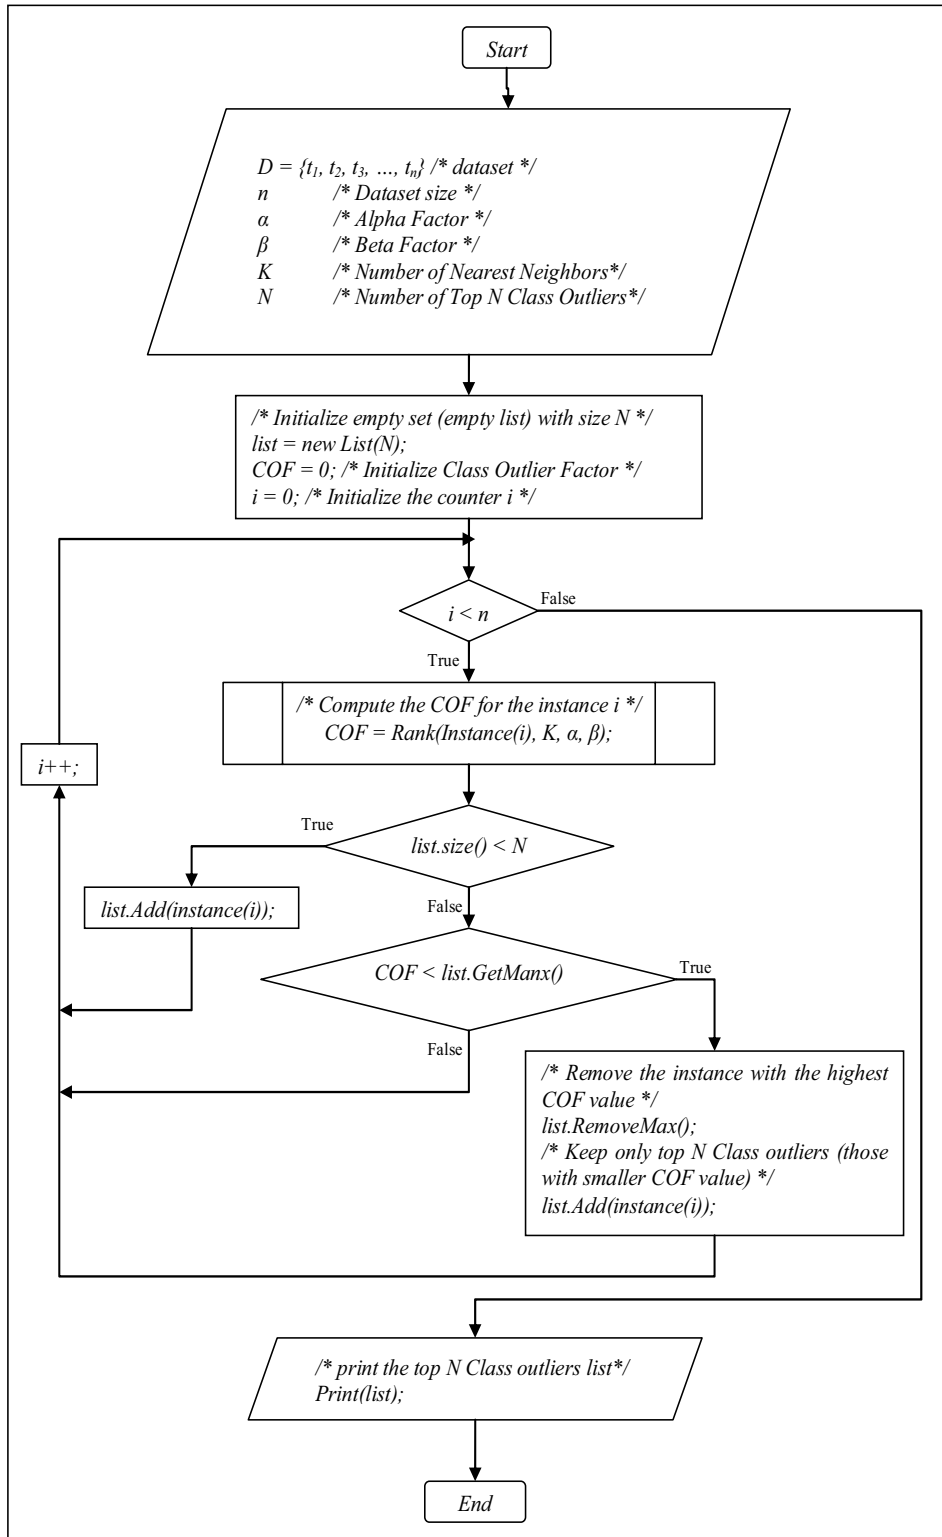 Start
D = {t1, t2, t3, …, tn} /* dataset */
n /* Dataset size */
α /* Alpha Factor */
β /* Beta Factor */
K /* Number of Nearest Neighbors*/
N /* Number of Top N Class Outliers*/
/* Initialize empty set (empty list) with size N */
list = new List(N);
COF = 0; /* Initialize Class Outlier Factor */
i = 0; /* Initialize the counter i */
i < n
False
True
/* Compute the COF for the instance i */
COF = Rank(Instance(i), K, α, β);
i++;
True
list.size() < N
list.Add(instance(i));
False
COF < list.GetManx()
True
False
/* Remove the instance with the highest
COF value */
list.RemoveMax();
/* Keep only top N Class outliers (those
with smaller COF value) */
list.Add(instance(i));
/* print the top N Class outliers list*/
Print(list);
End